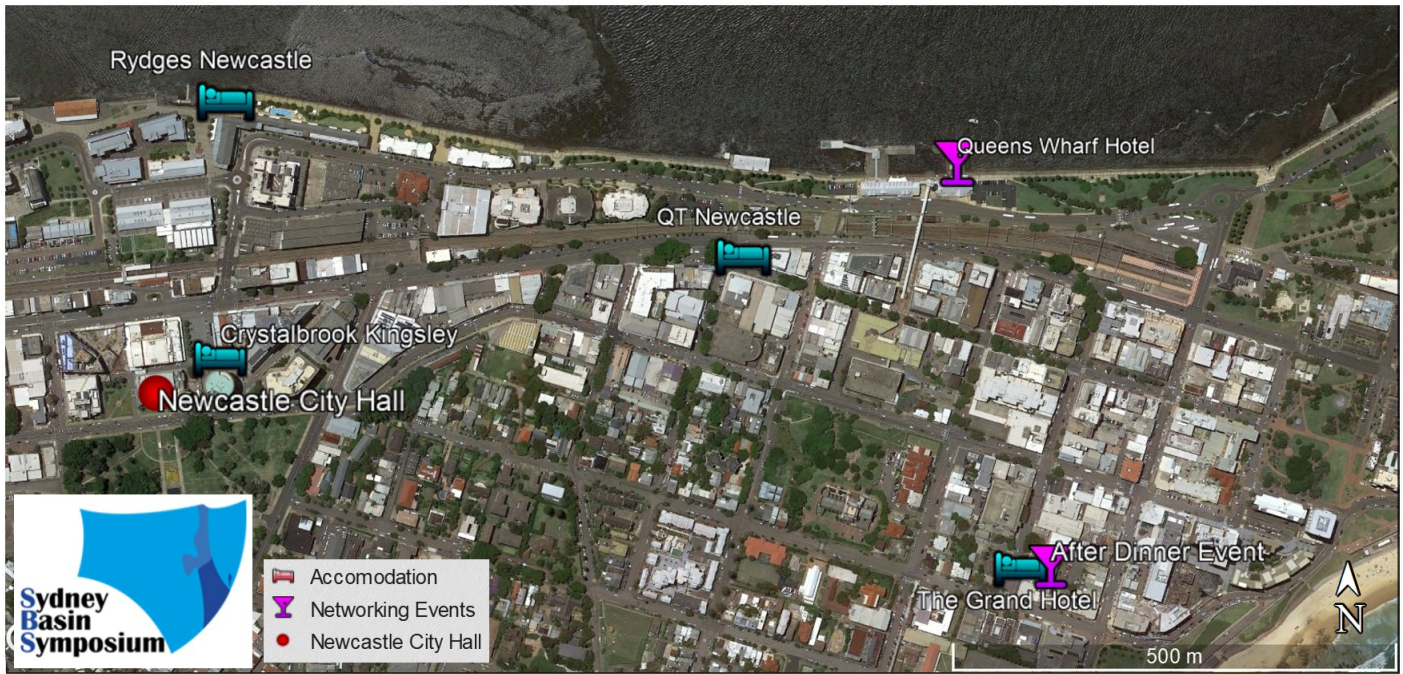 Rydges Newcastle
Queens Wharf Hotel
QT Newcastle
Crystalbrook Kingsley
Newcastle City Hall
After Dinner Event
The Grand Hotel
Sydney
Basin
Symposium
Accomodation
Networking Events
Newcastle City Hall
N
500 m